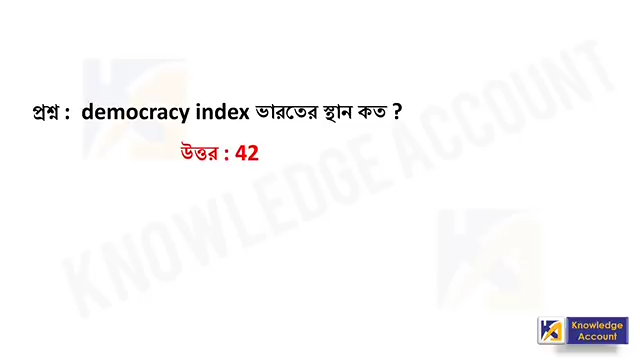 প্রশ্ন : democracy index ভারতের স্থান কত ?
উত্তর : 42
KNOWLEDGE ACCOUNT
Knowledge
Account